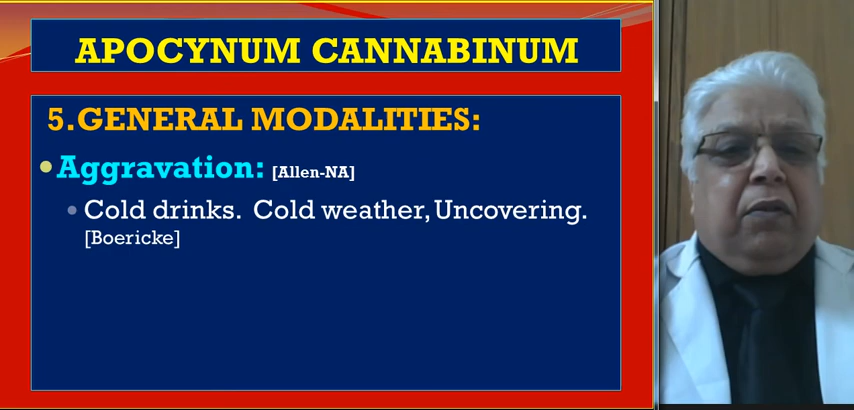 APOCYNUM CANNABINUM
5.GENERAL MODALITIES:
•Aggravation: [Allen-NA]
• Cold drinks. Cold weather, Uncovering.
[Boericke]